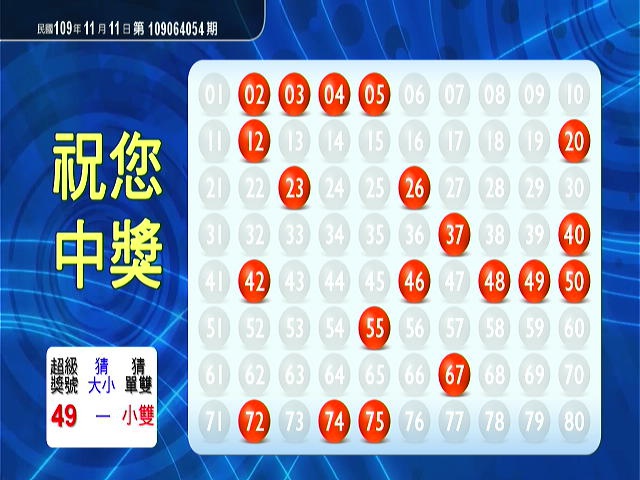 民國109年11月11日第 109064054期
祝您
中獎
01 02 03 04 05 06 07 08 09 10
11 12 13 14 15 16 17 18 19 20
21 22 23 24 25 26 27 28 29 30
31 32 33 34 35 36 37 38 39 40
41 42 43 44 45 46 47 48 49 50
51 52 53 54 55 56 57 58 59 60
61 62 63 64 65 66 67 68 69 70
71 72 73 74 75 76 77 78 79 80
超級 猜 猜
獎號 大小 單雙
49 — 小雙